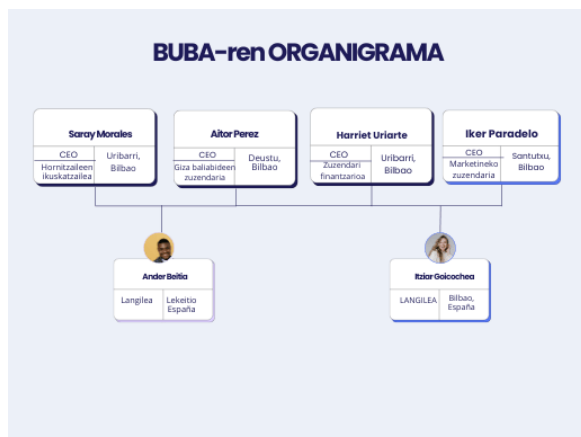 BUBA-ren ORGANIGRAMA
Saray Morales
CEO
Hornitzaileen
ikuskatzailea
Uribarri,
Bilbao
Aitor Perez
CEO
Giza baliabideen
zuzendaria
Deustu,
Bilbao
Harriet Uriarte
CEO
Zuzendari
finantzarioa
Uribarri,
Bilbao
Iker Paradelo
CEO
Marketineko
zuzendaria
Santutxu,
Bilbao
Ander Beitia
Langilea
Lekeitio
España
Itziar Goicochea
LANGILEA
Bilbao,
España